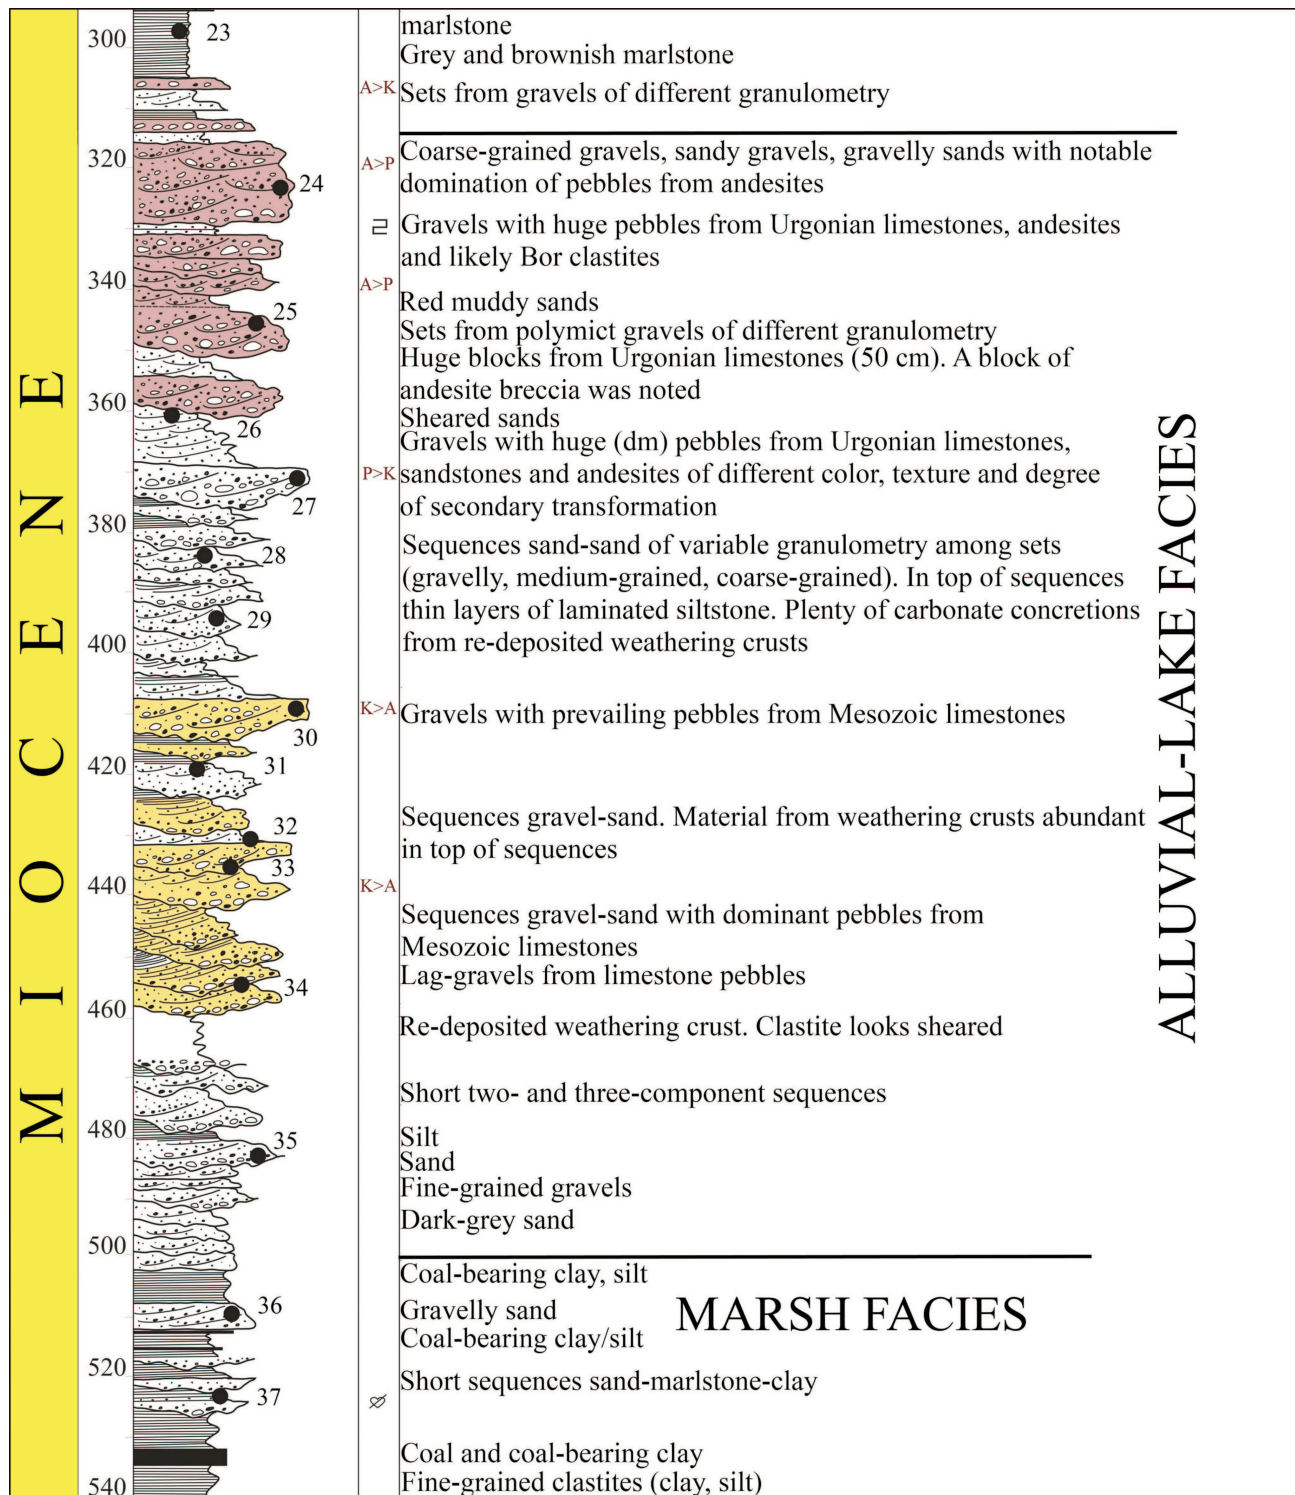 MIOCENE
300
320
340
360
380
400
420
440
460
480
500
520
540
23
24
25
26
27
28
29
30
31
32
33
34
35
36
37
A>K
A>P
A>P
P>K
K>A
K>A
marlstone
Grey and brownish marlstone
Sets from gravels of different granulometry
Coarse-grained gravels, sandy gravels, gravelly sands with notable
domination of pebbles from andesites
Gravels with huge pebbles from Urgonian limestones, andesites
and likely Bor clastites
Red muddy sands
Sets from polymict gravels of different granulometry
Huge blocks from Urgonian limestones (50 cm). A block of
andesite breccia was noted
Sheared sands
Gravels with huge (dm) pebbles from Urgonian limestones,
sandstones and andesites of different color, texture and degree
of secondary transformation
Sequences sand-sand of variable granulometry among sets
(gravelly, medium-grained, coarse-grained). In top of sequences
thin layers of laminated siltstone. Plenty of carbonate concretions
from re-deposited weathering crusts
Gravels with prevailing pebbles from Mesozoic limestones
Sequences gravel-sand. Material from weathering crusts abundant
in top of sequences
Sequences gravel-sand with dominant pebbles from
Mesozoic limestones
Lag-gravels from limestone pebbles
Re-deposited weathering crust. Clastite looks sheared
Short two- and three-component sequences
Silt
Sand
Fine-grained gravels
Dark-grey sand
Coal-bearing clay, silt
Gravelly sand
Coal-bearing clay/silt
Short sequences sand-marlstone-clay
Coal and coal-bearing clay
Fine-grained clastites (clay, silt)
MARSH FACIES
ALLUVIAL-LAKE FACIES